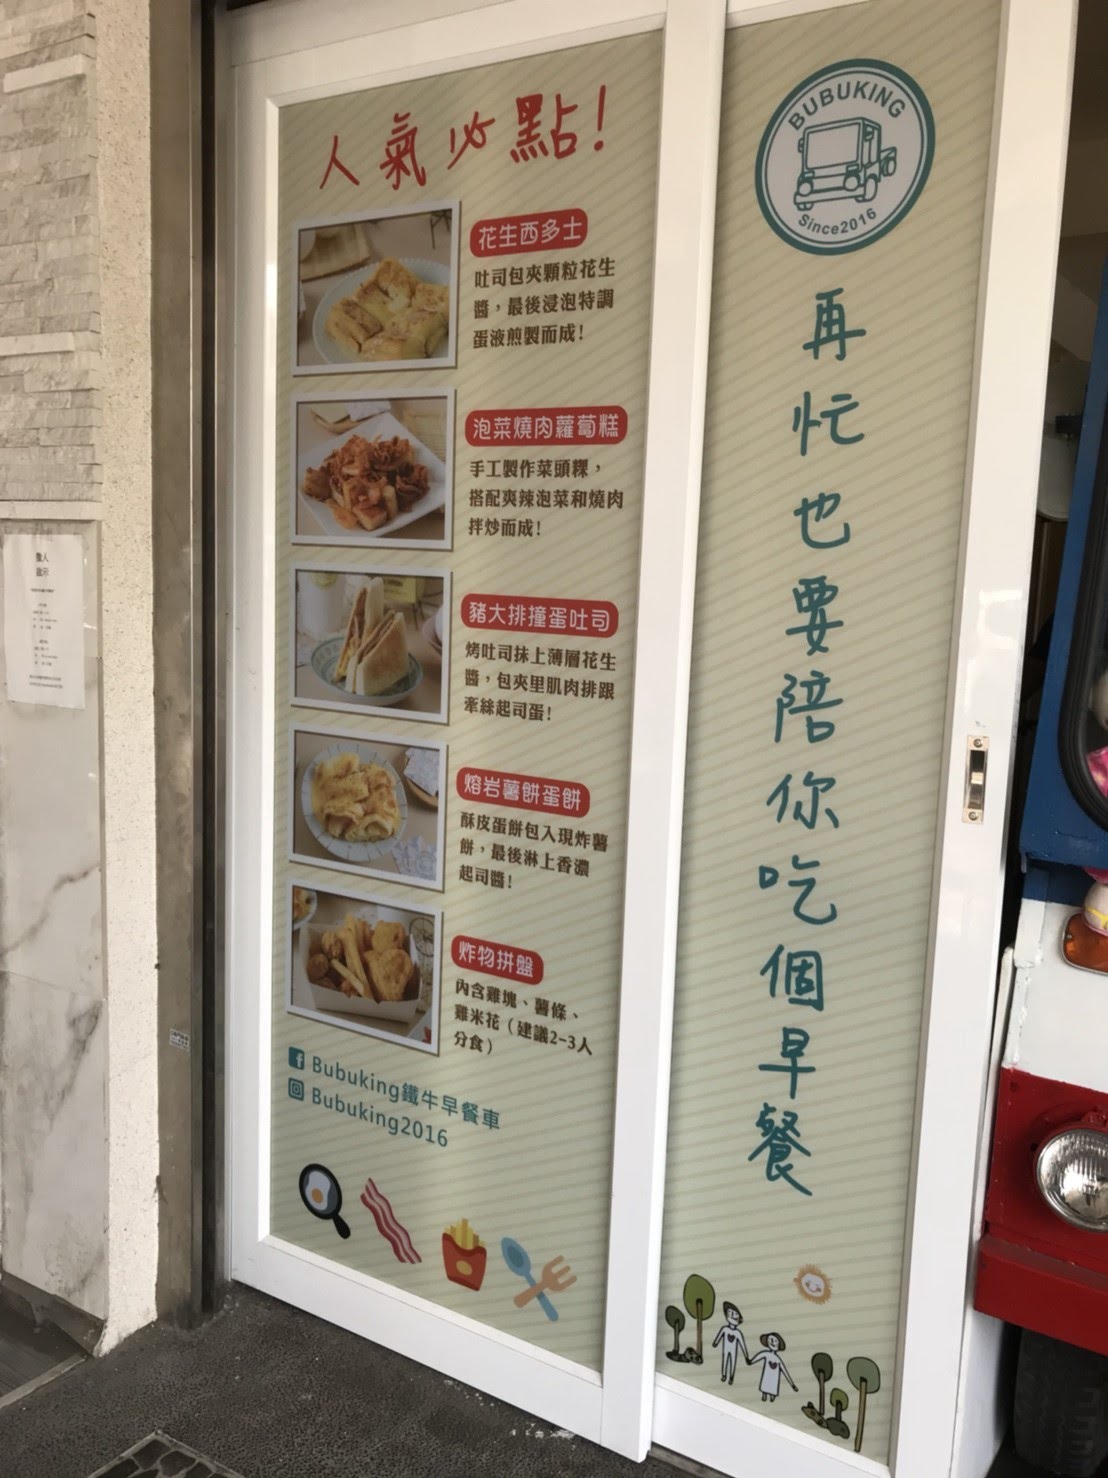 人氣必點!
花生西多士
吐司包夾顆粒花生
醬，最後浸泡特調
蛋液煎製而成!
泡菜燒肉蘿蔔糕
手工製作菜頭粿，
搭配爽辣泡菜和燒肉
拌炒而成!
豬大排撞蛋吐司
烤吐司抹上薄層花生
醬，包夾里肌肉排跟
牽絲起司蛋!
熔岩薯餅蛋餅
酥皮蛋餅包入現炸薯
餅，最後淋上香濃
起司醬!
炸物拼盤
內含雞塊、薯條、
雞米花（建議2-3人
分食）
Bubuking鐵牛早餐車
Bubuking2016
BUBUKING
Since2016
再忙也要陪你吃個早餐
徵人
啟示